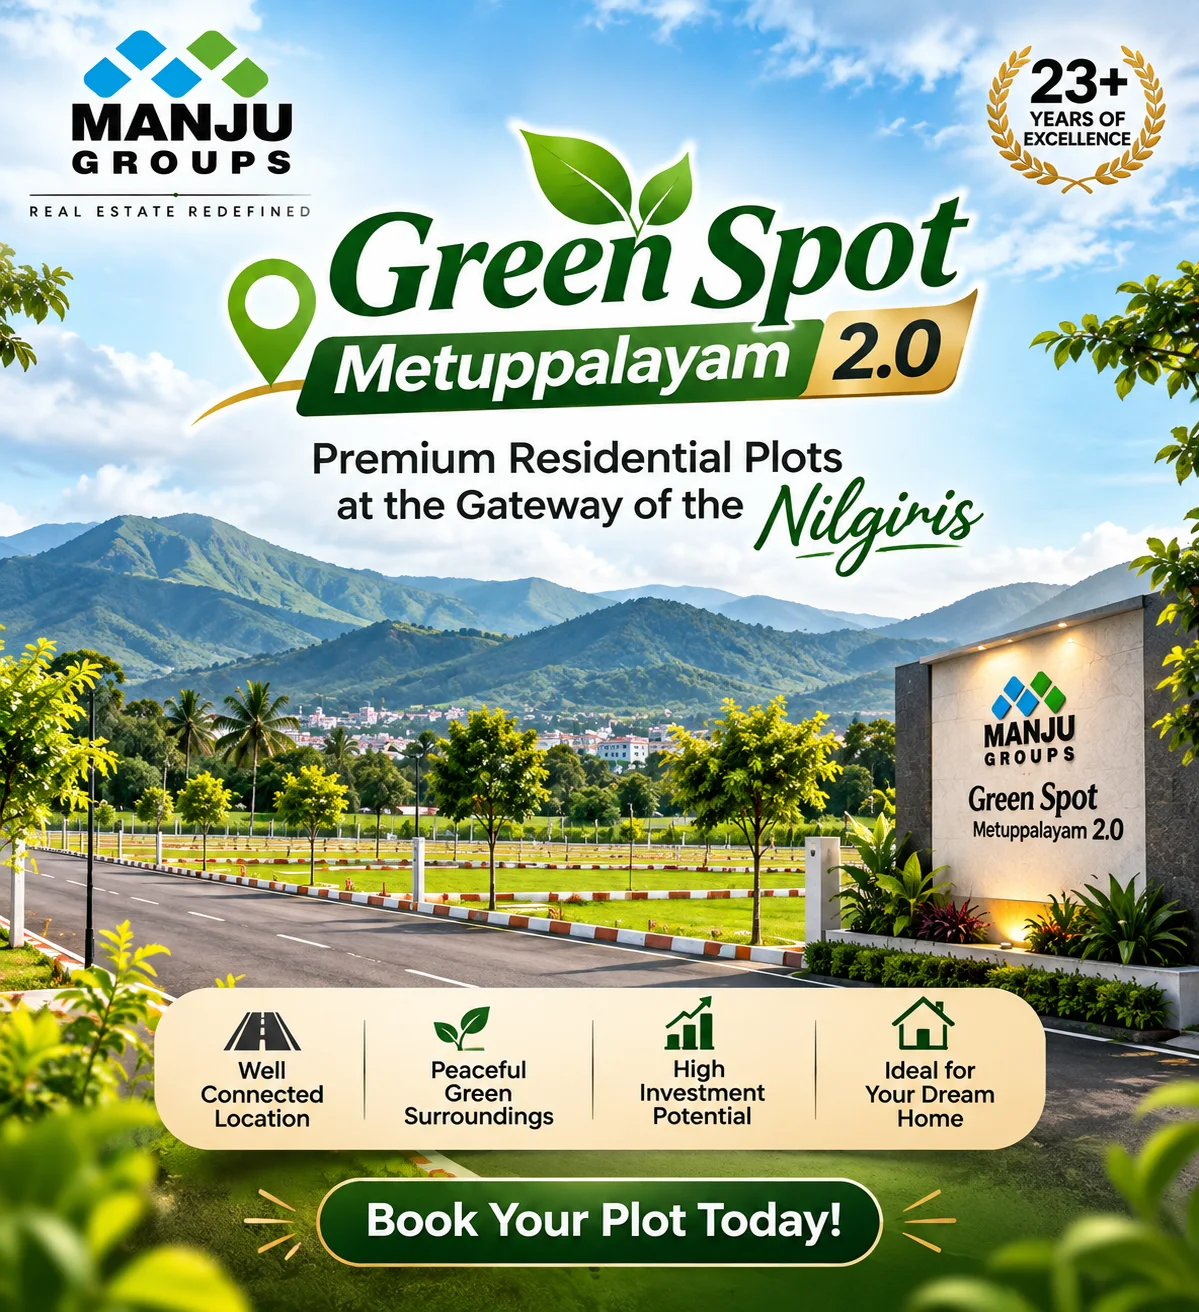 MANJU
GROUPS
REAL ESTATE REDEFINED
23+
YEARS OF
EXCELLENCE
Green Spot
Metuppalayam 2.0
Premium Residential Plots
at the Gateway of the Nilgiris
MANJU
GROUPS
Green Spot
Metuppalayam 2.0
Well
Connected
Location
Peaceful
Green
Surroundings
High
Investment
Potential
Ideal for
Your Dream
Home
Book Your Plot Today!